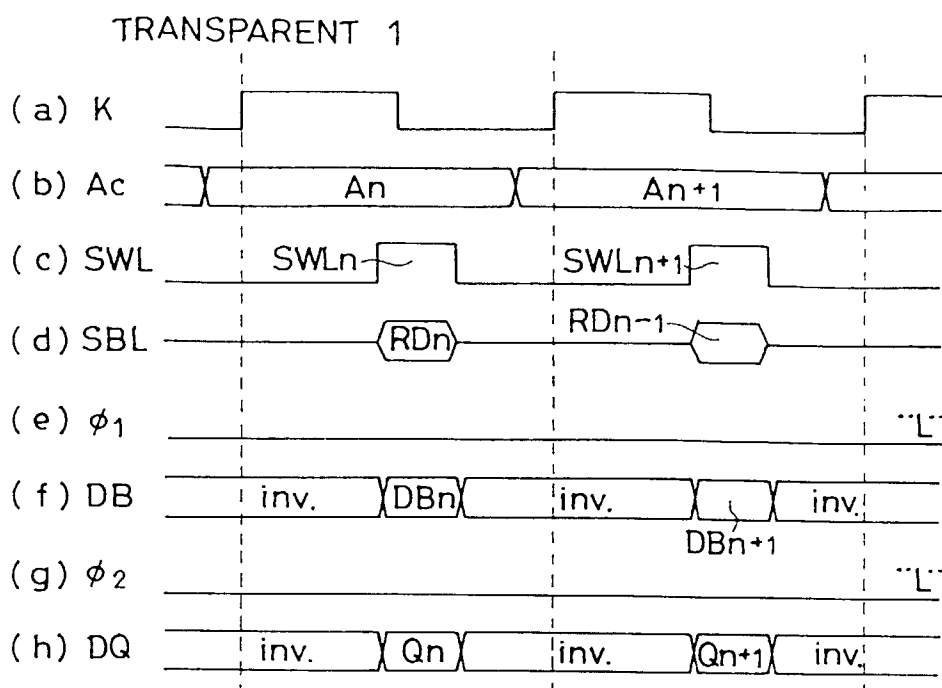 TRANSPARENT 1
(a) K
(b) Ac An An+1
(c) SWL SWLn SWLn+1
(d) SBL RDn RDn-1
(e) ϕ1 "L"
(f) DB inv. DBn inv. inv.
DBn+1
(g) ϕ2 "L"
(h) DQ inv. Qn inv. Qn+1 inv.